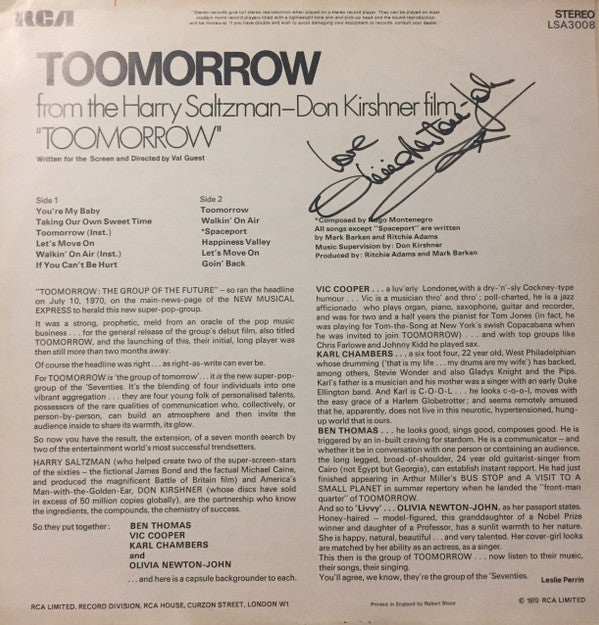 RCA
"Stereo records give full stereo reproduction when played on a stereo record player. They can be played on most
modern mono record players fitted with a lightweight tone arm and pick-up head and the sound reproduction
will be monaural. If you have doubt and wish to avoid damaging your equipment or records, consult your dealer."
STEREO
LSA3008
TOOMORROW
from the Harry Saltzman–Don Kirshner film
"TOOMORROW"
Written for the Screen and Directed by Val Guest
Love
Olivia Newton-John
Side 1
You're My Baby
Taking Our Own Sweet Time
Toomorrow (Inst.)
Let's Move On
Walkin' On Air (Inst.)
If You Can't Be Hurt
Side 2
Toomorrow
Walkin' On Air
*Spaceport
Happiness Valley
Let's Move On
Goin' Back
*Composed by Hugo Montenegro
All songs except "Spaceport" are written
by Mark Barkan and Ritchie Adams
Music Supervision by: Don Kirshner
Produced by: Ritchie Adams and Mark Barkan
"TOOMORROW: THE GROUP OF THE FUTURE" – so ran the headline
on July 10, 1970, on the main-news-page of the NEW MUSICAL
EXPRESS to herald this new super-pop-group.
It was a strong, prophetic, meld from an oracle of the pop music
business . . . for the general release of the group's debut film, also titled
TOOMORROW, and the launching of this, their initial, long player was
then still more than two months away.
Of course the headline was right . . . as right-as-write can ever be.
For TOOMORROW is 'the group of tomorrow' . . . it is the new super-pop-
group of the 'Seventies. It's the blending of four individuals into one
vibrant aggregation . . . they are four young folk of personalised talents,
possessors of the rare qualities of communication who, collectively, or
person-by-person, can build an atmosphere and then invite the
audience inside to share its warmth, its glow.
So now you have the result, the extension, of a seven month search by
two of the entertainment world's most successful trendsetters.
HARRY SALTZMAN (who helped create two of the super-screen-stars
of the sixties – the fictional James Bond and the factual Michael Caine,
and produced the magnificent Battle of Britain film) and America's
Man-with-the-Golden-Ear, DON KIRSHNER (whose discs have sold
in excess of 50 million copies globally), are the partnership who know
the ingredients, the compounds, the chemistry of success.
So they put together : BEN THOMAS
VIC COOPER
KARL CHAMBERS
and
OLIVIA NEWTON-JOHN
. . . and here is a capsule backgrounder to each.
VIC COOPER . . . a luv'erly Londoner, with a dry-'n'-sly Cockney-type
humour . . . Vic is a musician thro' and thro'; poll-charted, he is a jazz
afficionado who plays organ, piano, saxophone, guitar and recorder,
and was for two and a half years the pianist for Tom Jones (in fact, he
was playing for Tom-the-Song at New York's swish Copacabana when
he was invited to join TOOMORROW) . . . and with top groups like
Chris Farlowe and Johnny Kidd he played sax.
KARL CHAMBERS . . . a six foot four, 22 year old, West Philadelphian
whose drumming ('that is my life . . . my drums are my wife') has backed,
among others, Stevie Wonder and also Gladys Knight and the Pips.
Karl's father is a musician and his mother was a singer with an early Duke
Ellington band. And Karl is C-O-O-L . . . he looks c-o-o-l, moves with
the easy grace of a Harlem Globetrotter; and seems remotely amused
that he, apparently, does not live in this neurotic, hypertensioned, hung-
up world that is ours.
BEN THOMAS . . . he looks good, sings good, composes good. He is
triggered by an in-built craving for stardom. He is a communicator – and
whether it be in conversation with one person or containing an audience,
the long legged, broad-of-shoulder, 24 year old guitarist-singer from
Cairo (not Egypt but Georgia), can establish instant rapport. He had just
finished appearing in Arthur Miller's BUS STOP and A VISIT TO A
SMALL PLANET in summer repertory when he landed the "front-man
quarter" of TOOMORROW.
And so to 'Livvy' . . . OLIVIA NEWTON-JOHN, as her passport states.
Honey-haired – model-figured, this granddaughter of a Nobel Prize
winner and daughter of a Professor, has a sunlit warmth to her nature.
She is happy, natural, beautiful . . . and very talented. Her cover-girl looks
are matched by her ability as an actress, as a singer.
This then is the group of TOOMORROW . . . now listen to their music,
their songs, their singing.
You'll agree, we know, they're the group of the 'Seventies.
Leslie Perrin
RCA LIMITED, RECORD DIVISION, RCA HOUSE, CURZON STREET, LONDON W1
Printed in England by Robert Stace
© 1970 RCA LIMITED